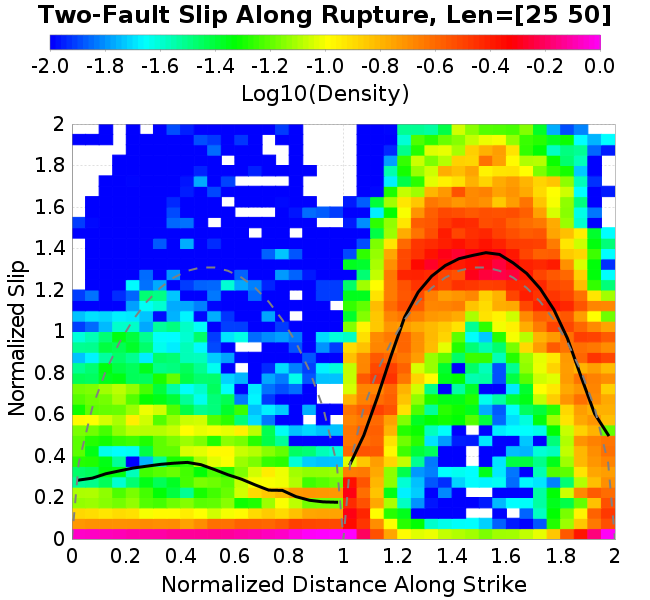 Two-Fault Slip Along Rupture, Len=[25 50]
-2.0 -1.8 -1.6 -1.4 -1.2 -1.0 -0.8 -0.6 -0.4 -0.2 0.0
Log10(Density)
2
1.8
1.6
1.4
1.2
1
0.8
0.6
0.4
0.2
0
Normalized Slip
0 0.2 0.4 0.6 0.8 1 1.2 1.4 1.6 1.8 2
Normalized Distance Along Strike